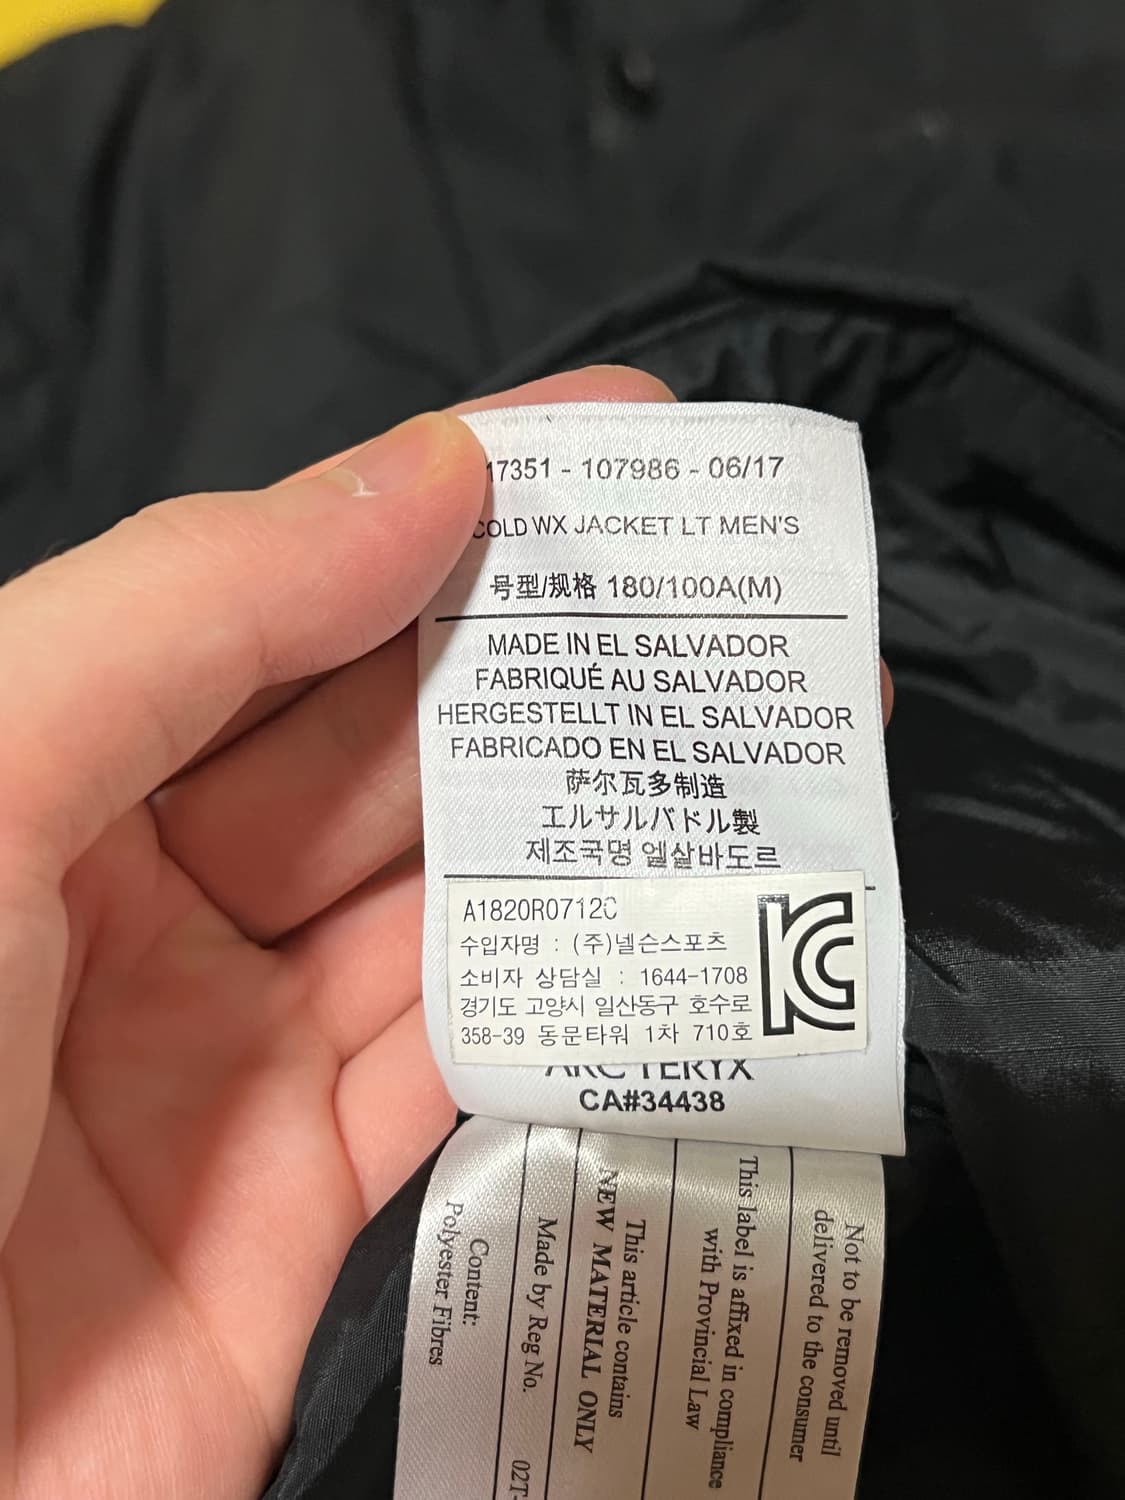 17351 - 107986 - 06/17
COLD WX JACKET LT MEN'S
号型/规格 180/100A(M)
MADE IN EL SALVADOR
FABRIQUÉ AU SALVADOR
HERGESTELLT IN EL SALVADOR
FABRICADO EN EL SALVADOR
萨尔瓦多制造
エルサルバドル製
제조국명 엘살바도르
A1820R0712C
수입자명 : (주)넬슨스포츠
소비자 상담실 : 1644-1708
경기도 고양시 일산동구 호수로
358-39 동문타워 1차 710호
ARC'TERYX
CA#34438
Not to be removed until
delivered to the consumer
This label is affixed in compliance
with Provincial Law
This article contains
NEW MATERIAL ONLY
Made by Reg No. 02T-
Content:
Polyester Fibres